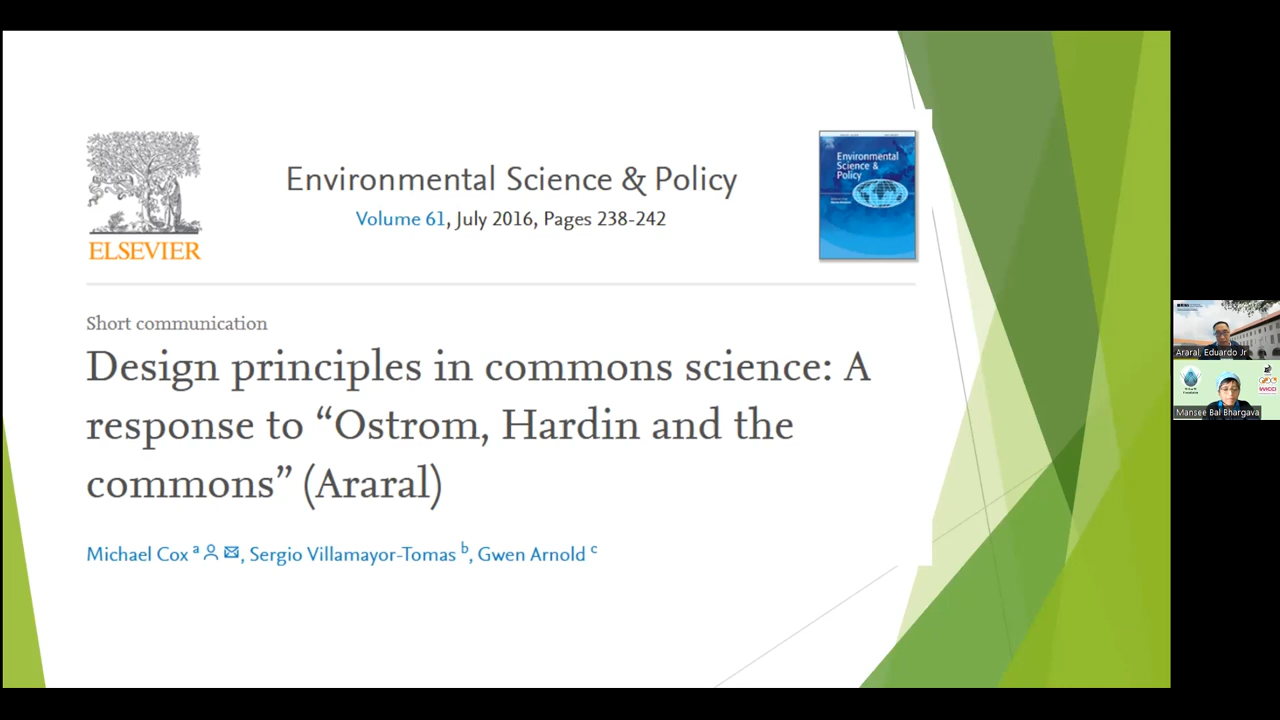 Environmental Science & Policy
Volume 61, July 2016, Pages 238-242
ELSEVIER
Environmental
Science &
Policy
Short communication
Design principles in commons science: A
response to “Ostrom, Hardin and the
commons” (Araral)
Michael Cox a, Sergio Villamayor-Tomas b, Gwen Arnold c
Araral, Eduardo Jr
WICCI
Mansee Bal Bhargava